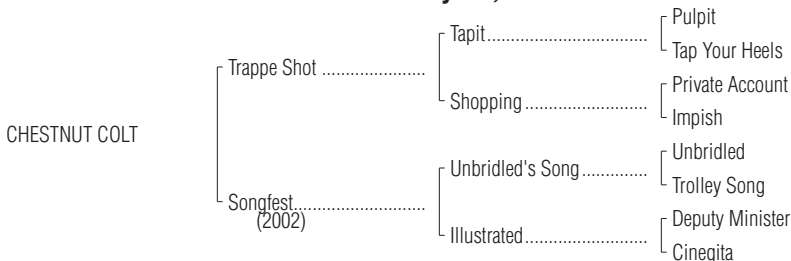 Pulpit
Tapit................................
Tap Your Heels
Trappe Shot .....................
Private Account
Shopping.........................
Impish
CHESTNUT COLT
Unbridled
Unbridled's Song.............
Trolley Song
Songfest...........................
(2002)
Deputy Minister
Illustrated.........................
Cinegita